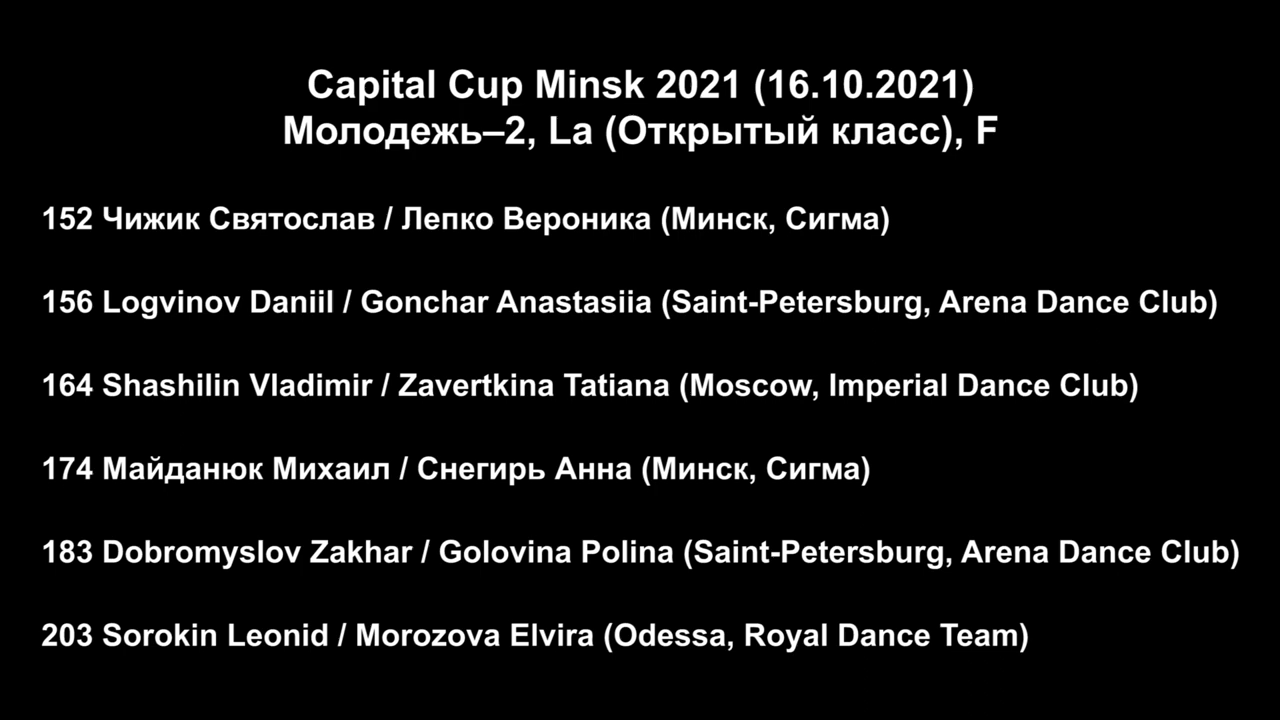 Capital Cup Minsk 2021 (16.10.2021)
Молодежь–2, La (Открытый класс), F
152 Чижик Святослав / Лепко Вероника (Минск, Сигма)
156 Logvinov Daniil / Gonchar Anastasiia (Saint-Petersburg, Arena Dance Club)
164 Shashilin Vladimir / Zavertkina Tatiana (Moscow, Imperial Dance Club)
174 Майданюк Михаил / Снегирь Анна (Минск, Сигма)
183 Dobromyslov Zakhar / Golovina Polina (Saint-Petersburg, Arena Dance Club)
203 Sorokin Leonid / Morozova Elvira (Odessa, Royal Dance Team)